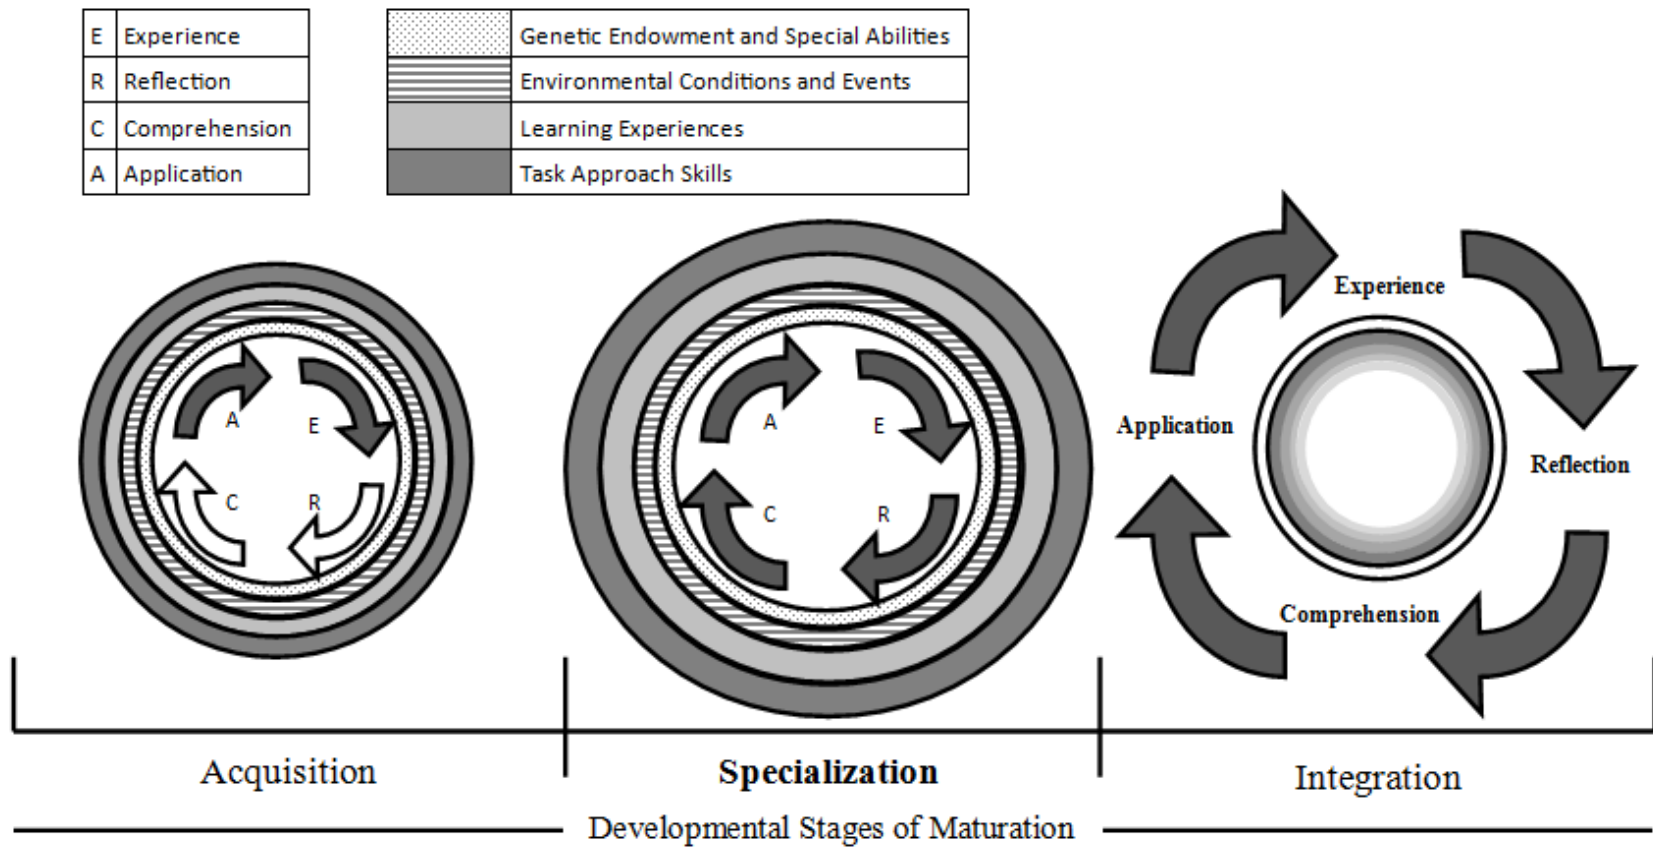 E Experience
R Reflection
C Comprehension
A Application
Genetic Endowment and Special Abilities
Environmental Conditions and Events
Learning Experiences
Task Approach Skills
A
E
C
R
A
E
C
R
Experience
Application
Reflection
Comprehension
Acquisition
Specialization
Integration
Developmental Stages of Maturation